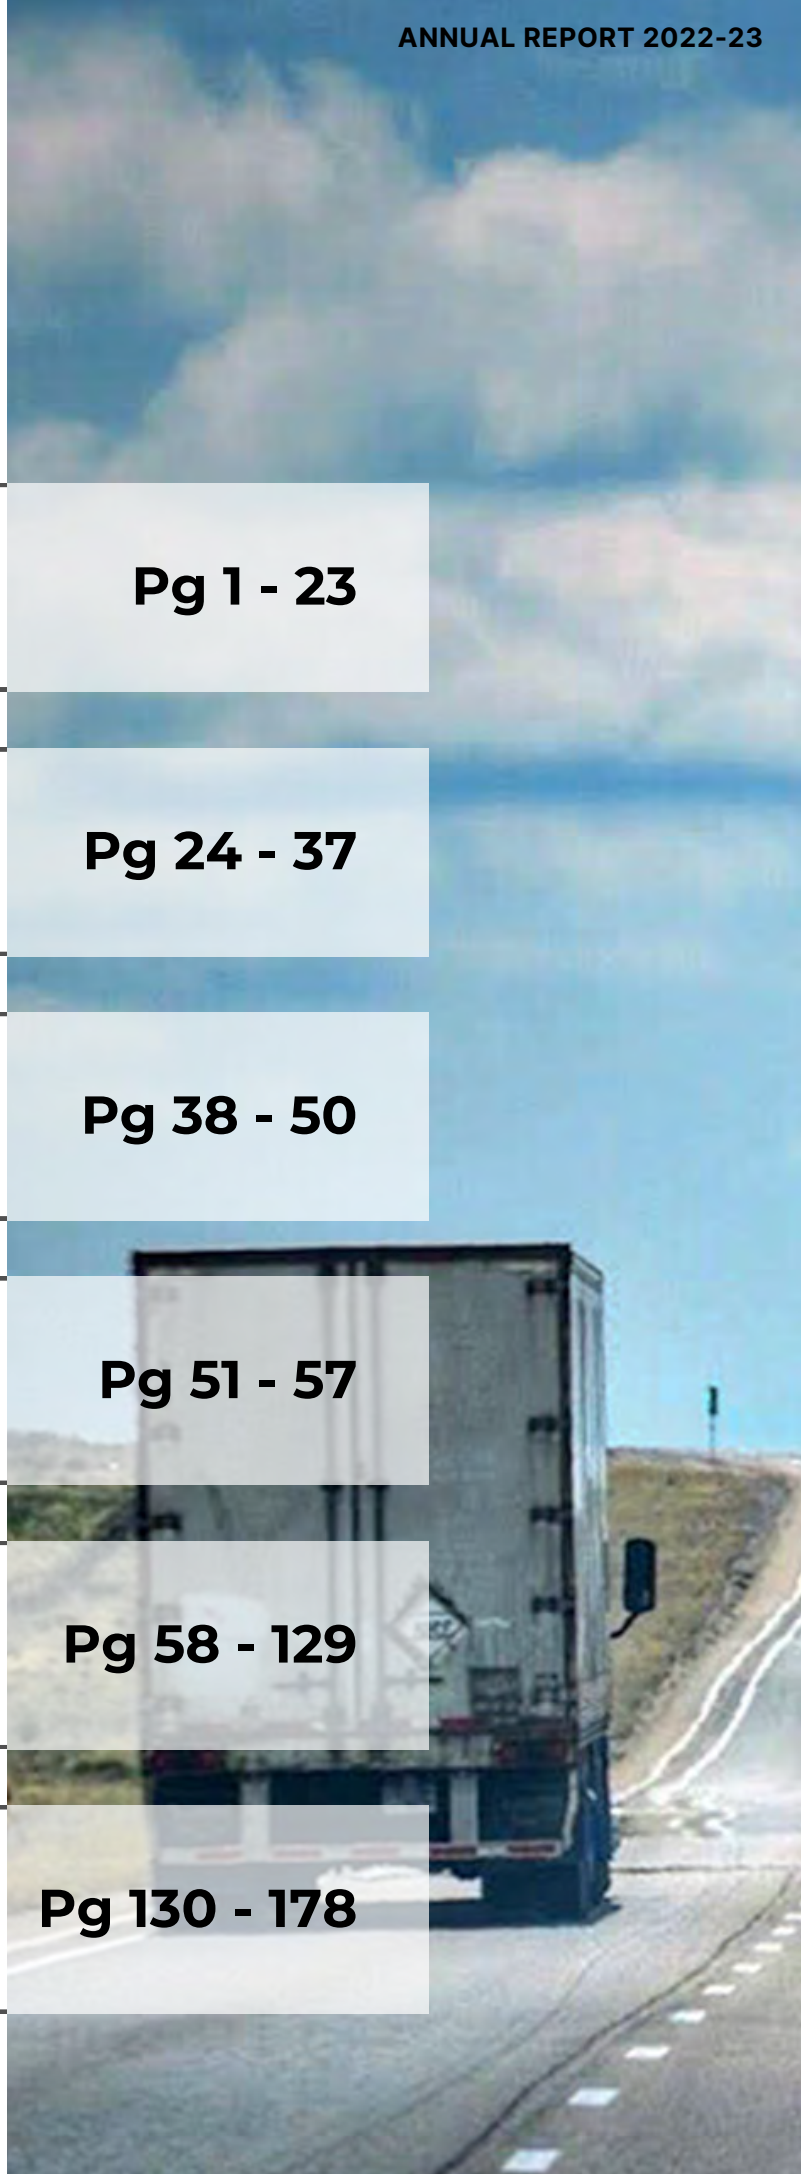 ANNUAL REPORT 2022-23
Pg 1 - 23
Pg 24 - 37
Pg 38 - 50
Pg 51 - 57
Pg 58 - 129
Pg 130 - 178